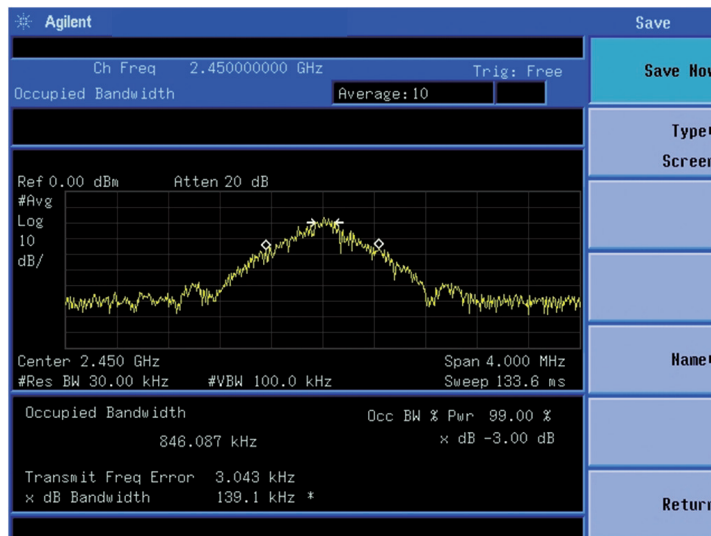 Agilent
Save
Ch Freq 2.450000000 GHz
Trig: Free
Occupied Bandwidth
Average: 10
Save Now
Type
Screen
Ref 0.00 dBm
Atten 20 dB
#Avg
Log
10
dB/
Center 2.450 GHz
Span 4.000 MHz
#Res BW 30.00 kHz
#VBW 100.0 kHz
Sweep 133.6 ms
Name
Occupied Bandwidth
846.087 kHz
Occ BW % Pwr 99.00 %
x dB -3.00 dB
Transmit Freq Error 3.043 kHz
x dB Bandwidth 139.1 kHz *
Return